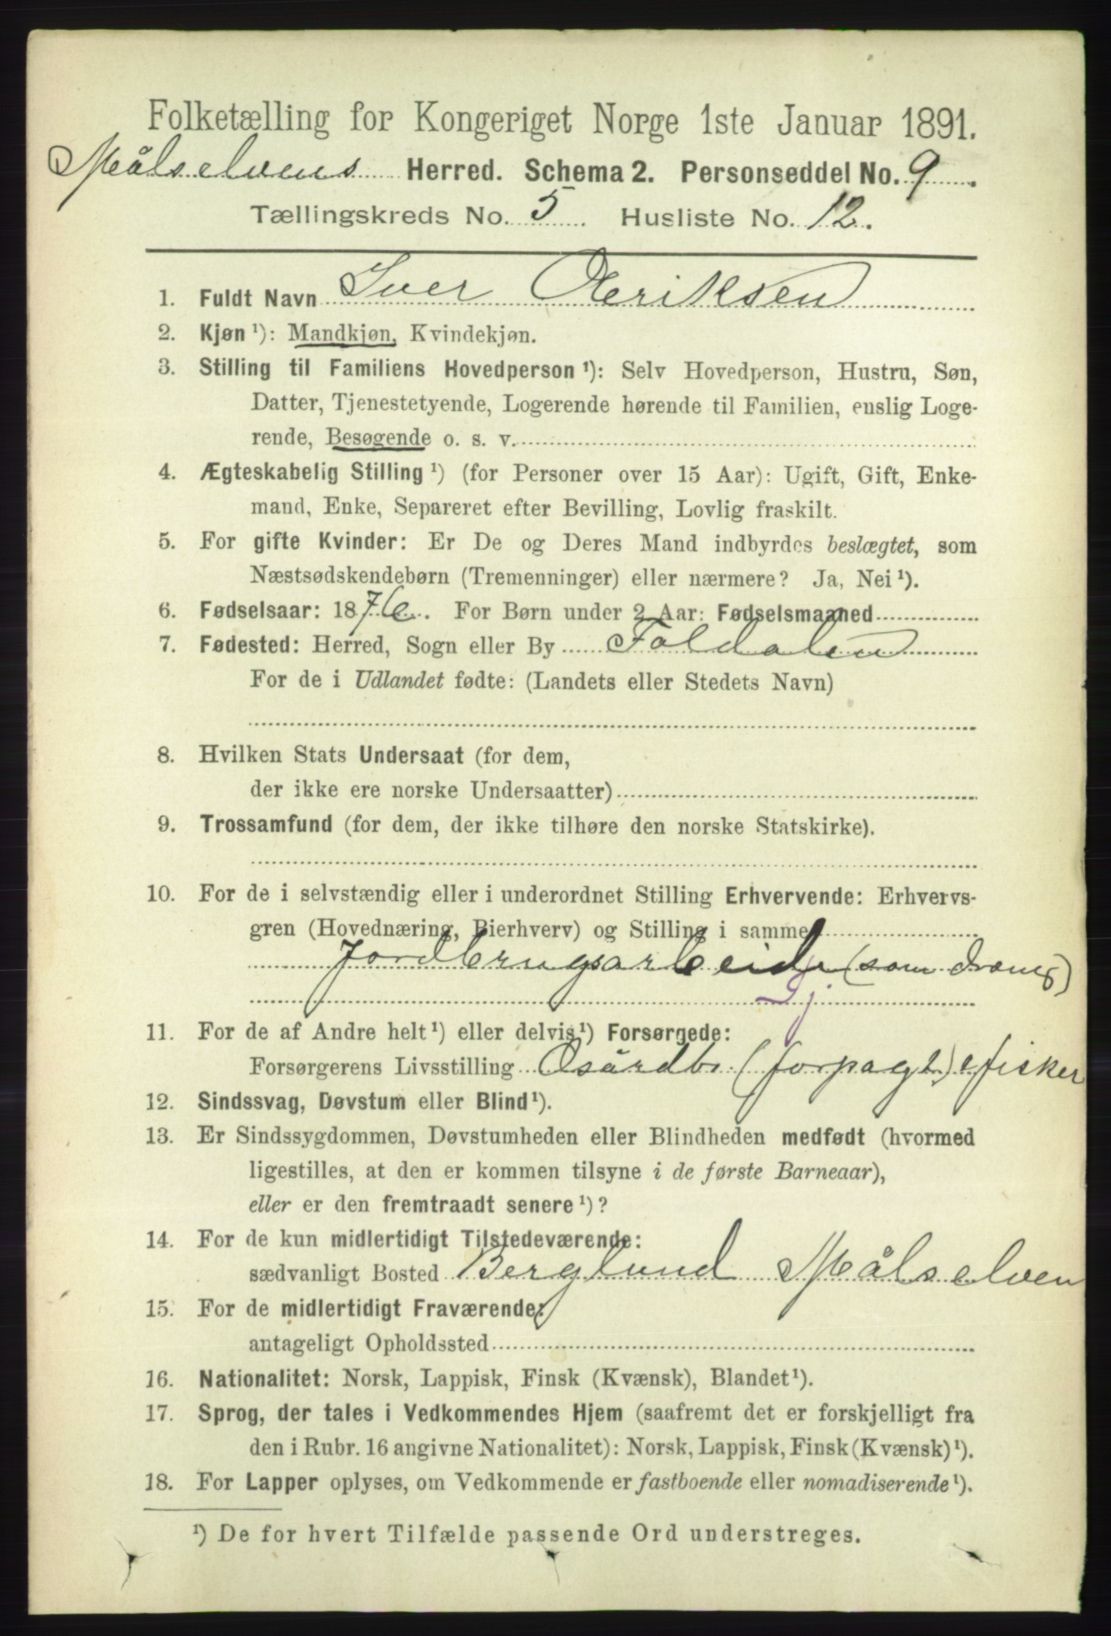 Folketælling for Kongeriget Norge 1ste Januar 1891.
Målselvens Herred. Schema 2. Personseddel No. 9.
Tællingskreds No. 5. Husliste No. 12.
1. Fuldt Navn Iver Eriksen
2. Kjøn ¹): Mandkjøn, Kvindekjøn.
3. Stilling til Familiens Hovedperson ¹): Selv Hovedperson, Hustru, Søn,
Datter, Tjenestetyende, Logerende hørende til Familien, enslig Loge-
rende, Besøgende o. s. v.
4. Ægteskabelig Stilling ¹) (for Personer over 15 Aar): Ugift, Gift, Enke-
mand, Enke, Separeret efter Bevilling, Lovlig fraskilt.
5. For gifte Kvinder: Er De og Deres Mand indbyrdes beslægtet, som
Næstsødskendebørn (Tremenninger) eller nærmere? Ja, Nei ¹).
6. Fødselsaar: 1876. For Børn under 2 Aar: Fødselsmaaned
7. Fødested: Herred, Sogn eller By Foldalen
For de i Udlandet fødte: (Landets eller Stedets Navn)
8. Hvilken Stats Undersaat (for dem,
der ikke ere norske Undersaatter)
9. Trossamfund (for dem, der ikke tilhøre den norske Statskirke).
10. For de i selvstændig eller i underordnet Stilling Erhvervende: Erhvervs-
gren (Hovednæring, Bierhverv) og Stilling i samme
Jordbrugsarbeide (som dreng)
Dj
11. For de af Andre helt ¹) eller delvis ¹) Forsørgede:
Forsørgerens Livsstilling Gårdbr. (forpagt.) & fisker
12. Sindssvag, Døvstum eller Blind ¹).
13. Er Sindssygdommen, Døvstumheden eller Blindheden medfødt (hvormed
ligestilles, at den er kommen tilsyne i de første Barneaar),
eller er den fremtraadt senere ¹)?
14. For de kun midlertidigt Tilstedeværende:
sædvanligt Bosted Berglund Målselven
15. For de midlertidigt Fraværende:
antageligt Opholdssted
16. Nationalitet: Norsk, Lappisk, Finsk (Kvænsk), Blandet ¹).
17. Sprog, der tales i Vedkommendes Hjem (saafremt det er forskjelligt fra
den i Rubr. 16 angivne Nationalitet): Norsk, Lappisk, Finsk (Kvænsk) ¹).
18. For Lapper oplyses, om Vedkommende er fastboende eller nomadiserende ¹).
¹) De for hvert Tilfælde passende Ord understreges.